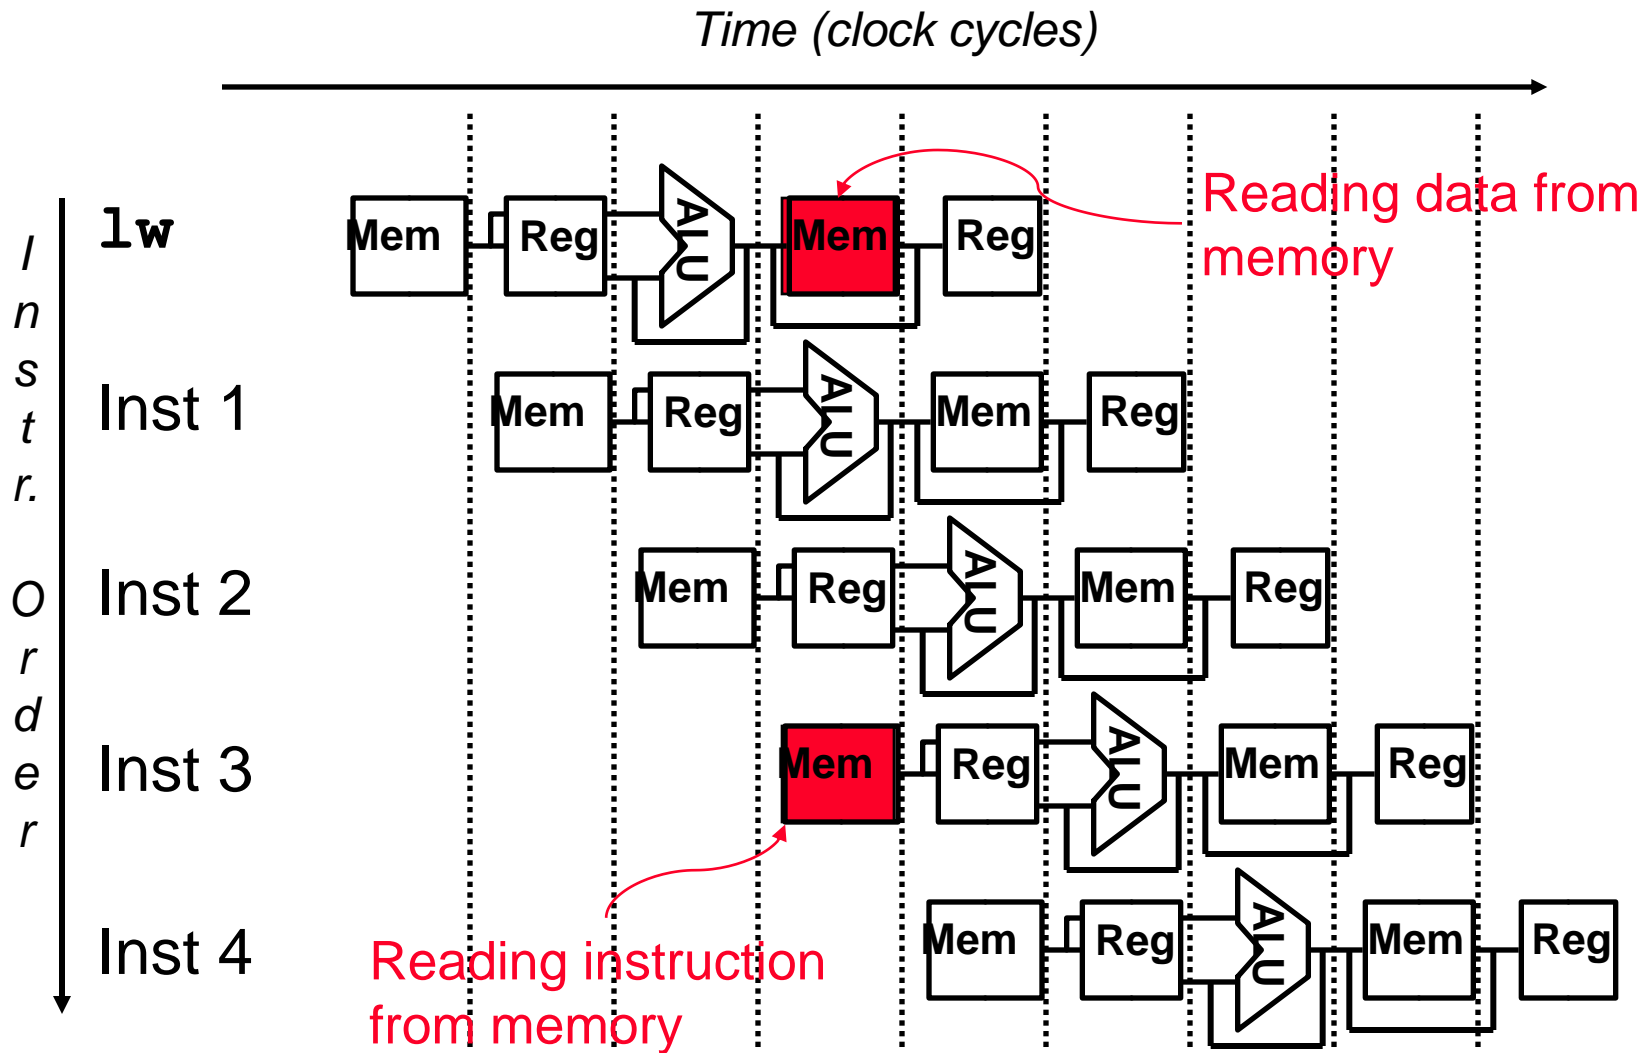 Time (clock cycles)
Instr. Order
lw Mem Reg ALU Mem Reg
Reading data from
memory
Inst 1 Mem Reg ALU Mem Reg
Inst 2 Mem Reg ALU Mem Reg
Inst 3 Mem Reg ALU Mem Reg
Inst 4 Mem Reg ALU Mem Reg
Reading instruction
from memory